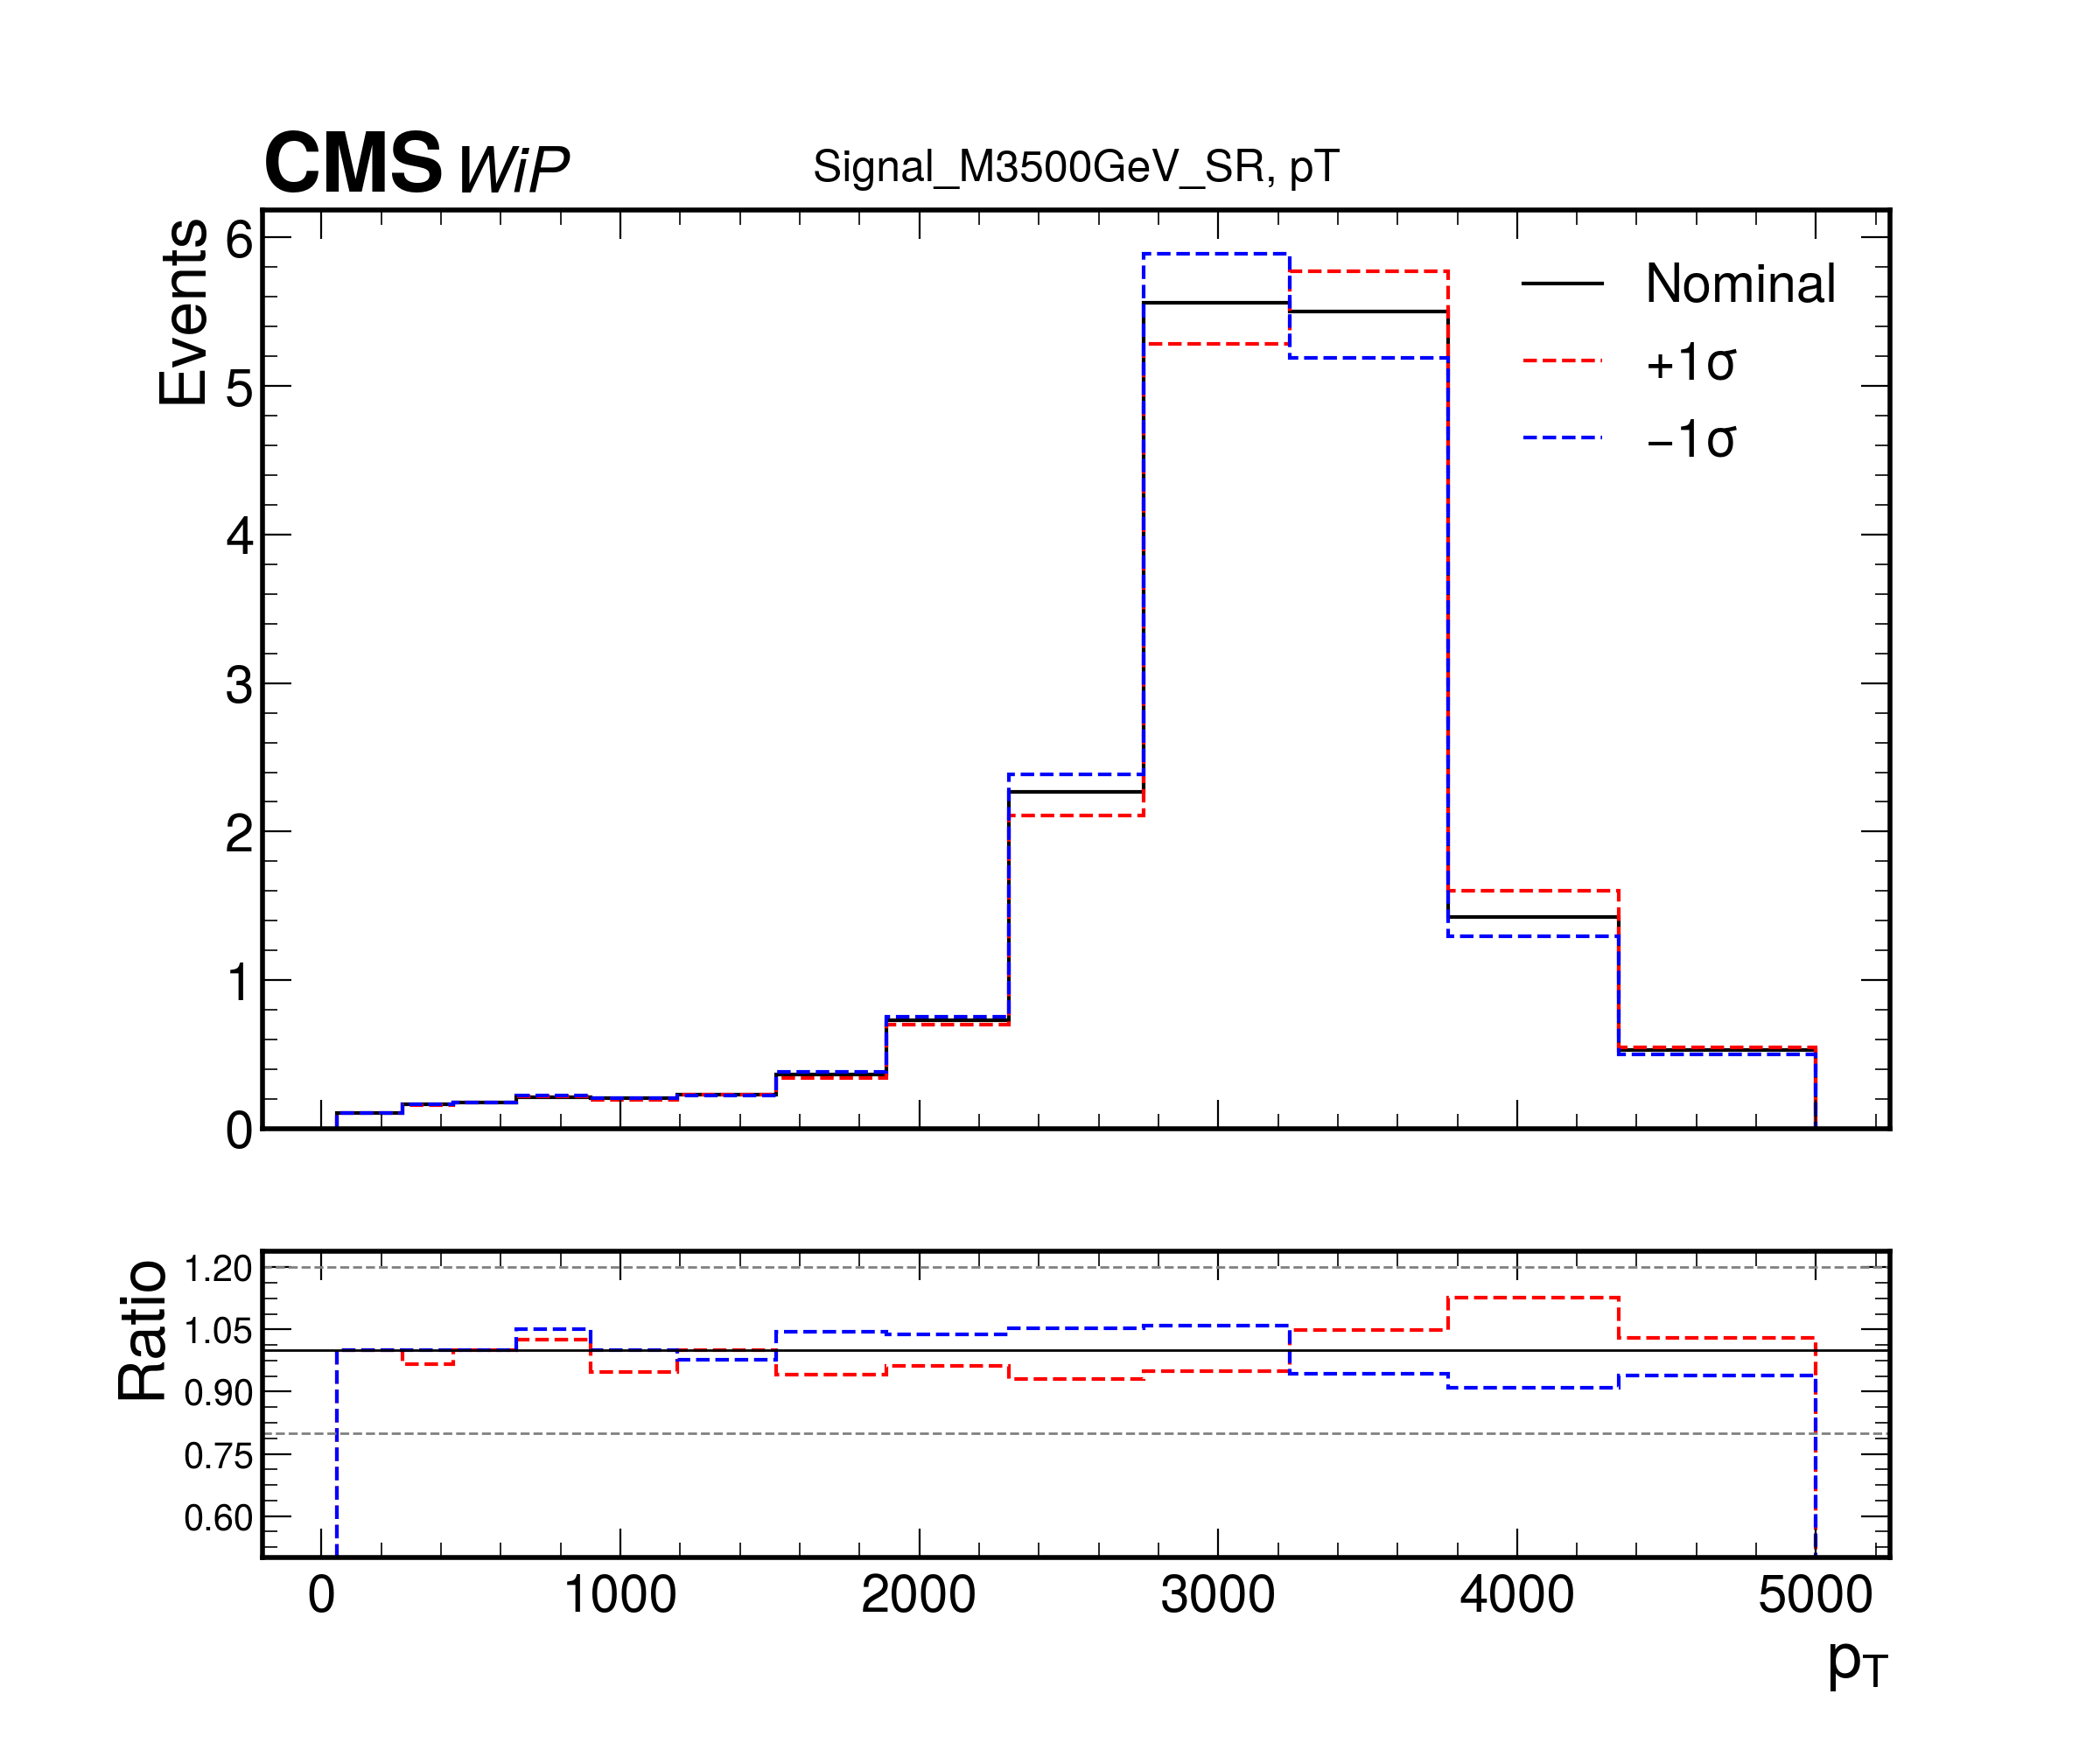 CMS WiP
Signal_M3500GeV_SR, pT
Events
6
5
4
3
2
1
0
Nominal
+1σ
−1σ
Ratio
1.20
1.05
0.90
0.75
0.60
0 1000 2000 3000 4000 5000
pT